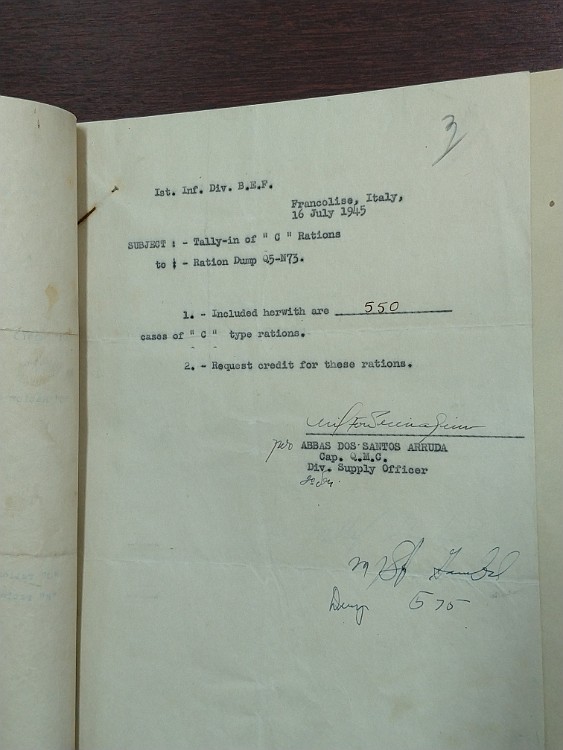 3
Ist. Inf. Div. B.E.F.
Francolise, Italy,
16 July 1945
SUBJECT : - Tally-in of " C " Rations
to : - Ration Dump Q5-N73.
1. - Included herwith are 550
cases of " C " type rations.
2. - Request credit for these rations.
per ABBAS DOS SANTOS ARRUDA
Cap. Q.M.C.
Div. Supply Officer
575